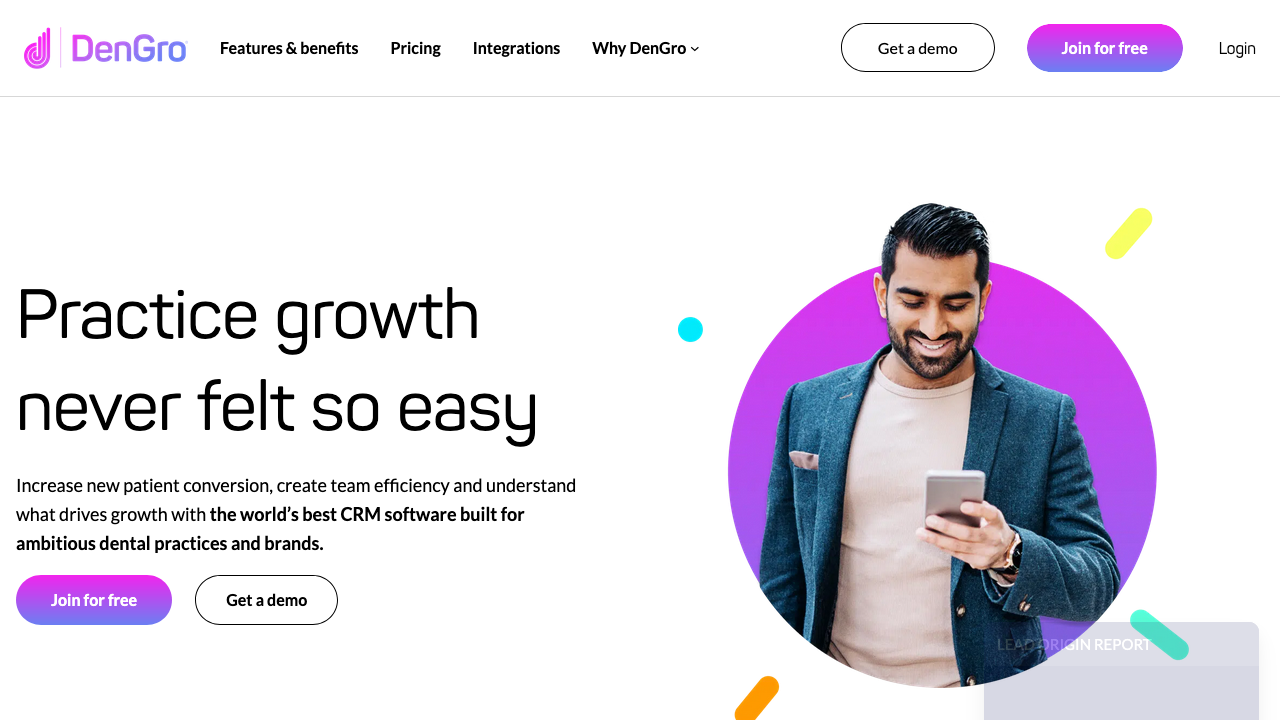 DenGro
Features & benefits
Pricing
Integrations
Why DenGro
Get a demo
Join for free
Login
Practice growth
never felt so easy
Increase new patient conversion, create team efficiency and understand
what drives growth with the world's best CRM software built for
ambitious dental practices and brands.
Join for free
Get a demo
LEAD ORIGIN REPORT